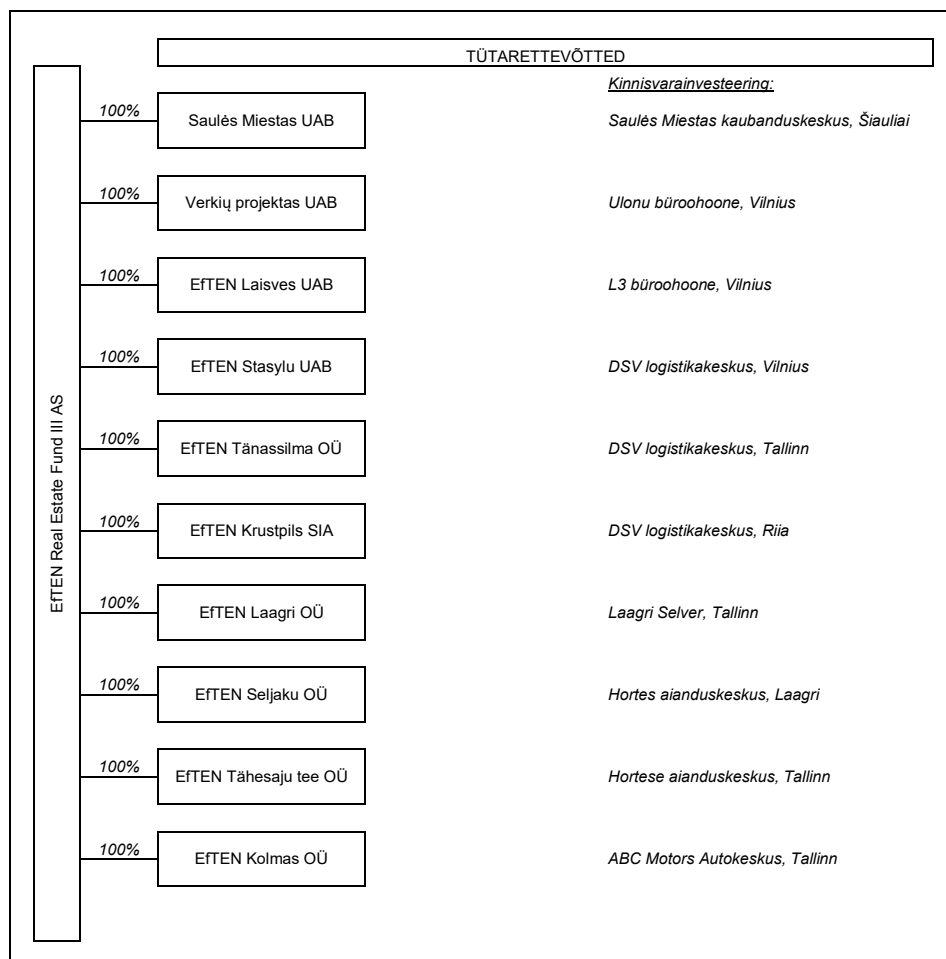 TÜTARETTEVÕTTED
Kinnisvarainvesteering:
EfTEN Real Estate Fund III AS
100%
Saulės Miestas UAB
Saulės Miestas kaubanduskeskus, Šiauliai
100%
Verkių projektas UAB
Ulonu büroohoone, Vilnius
100%
EfTEN Laisves UAB
L3 büroohoone, Vilnius
100%
EfTEN Stasylu UAB
DSV logistikakeskus, Vilnius
100%
EfTEN Tänassilma OÜ
DSV logistikakeskus, Tallinn
100%
EfTEN Krustpils SIA
DSV logistikakeskus, Riia
100%
EfTEN Laagri OÜ
Laagri Selver, Tallinn
100%
EfTEN Seljaku OÜ
Hortes aianduskeskus, Laagri
100%
EfTEN Tähesaju tee OÜ
Hortese aianduskeskus, Tallinn
100%
EfTEN Kolmas OÜ
ABC Motors Autokeskus, Tallinn